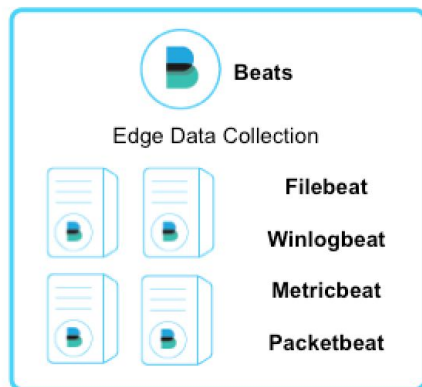 Beats
Edge Data Collection
Filebeat
Winlogbeat
Metricbeat
Packetbeat